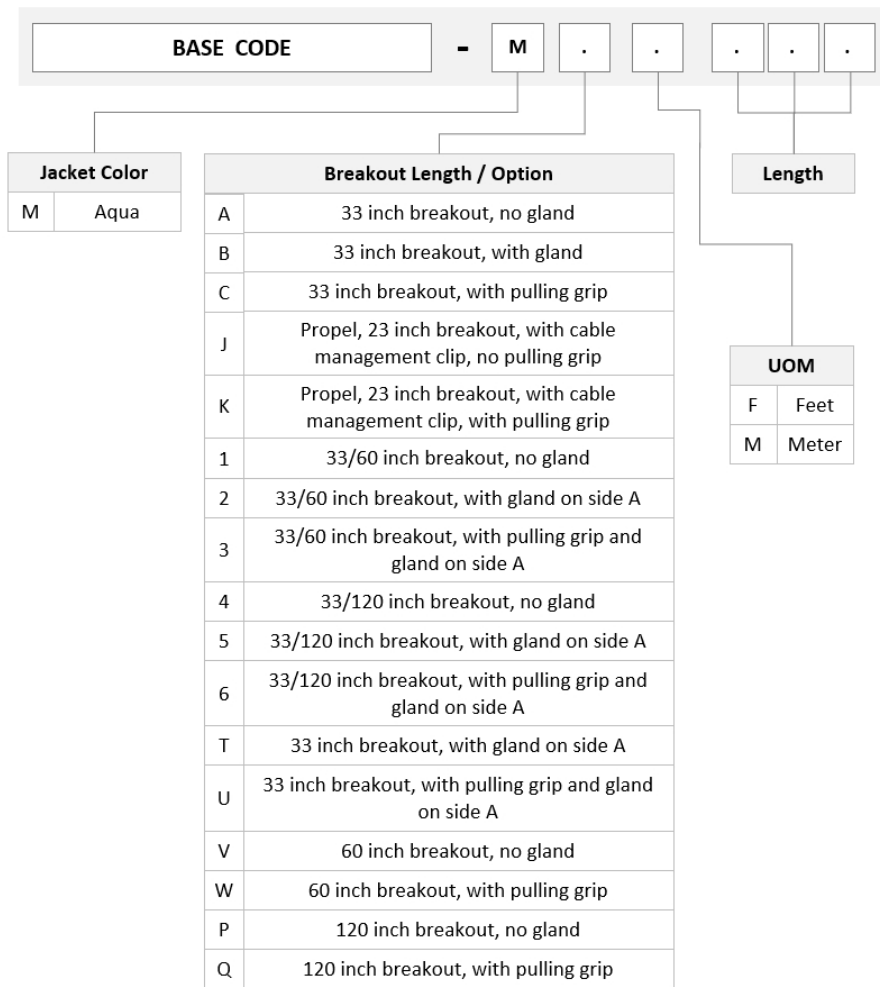 BASE CODE - M . . . . .
Jacket Color
M Aqua
Breakout Length / Option
A 33 inch breakout, no gland
B 33 inch breakout, with gland
C 33 inch breakout, with pulling grip
J Propel, 23 inch breakout, with cable
management clip, no pulling grip
K Propel, 23 inch breakout, with cable
management clip, with pulling grip
1 33/60 inch breakout, no gland
2 33/60 inch breakout, with gland on side A
3 33/60 inch breakout, with pulling grip and
gland on side A
4 33/120 inch breakout, no gland
5 33/120 inch breakout, with gland on side A
6 33/120 inch breakout, with pulling grip and
gland on side A
T 33 inch breakout, with gland on side A
U 33 inch breakout, with pulling grip and gland
on side A
V 60 inch breakout, no gland
W 60 inch breakout, with pulling grip
P 120 inch breakout, no gland
Q 120 inch breakout, with pulling grip
Length
UOM
F Feet
M Meter